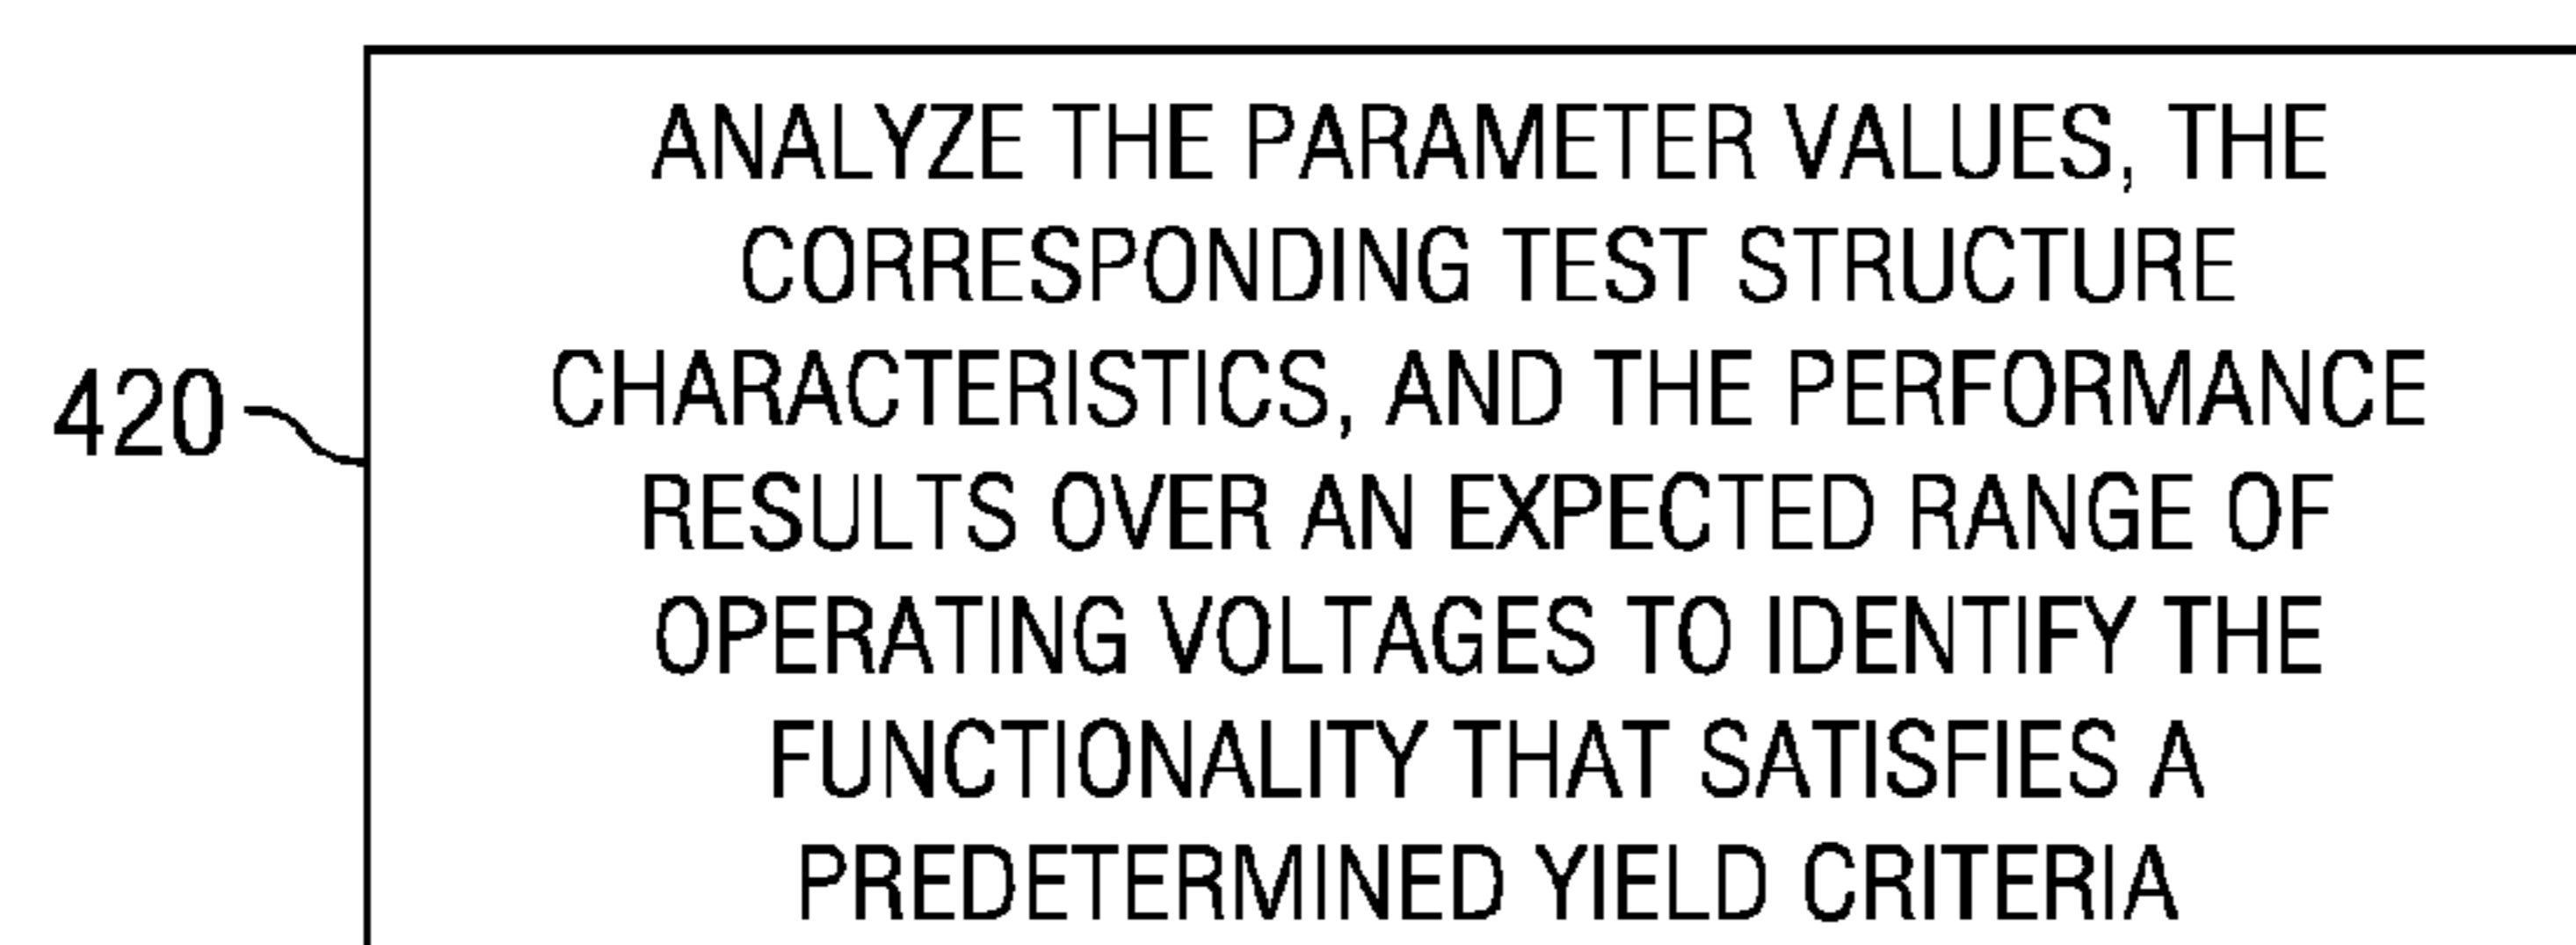 ANALYZE THE PARAMETER VALUES, THE
CORRESPONDING TEST STRUCTURE
CHARACTERISTICS, AND THE PERFORMANCE
420
RESULTS OVER AN EXPECTED RANGE OF
OPERATING VOLTAGES TO IDENTIFY THE
FUNCTIONALITY THAT SATISFIES A
PREDETERMINED YIELD CRITERIA